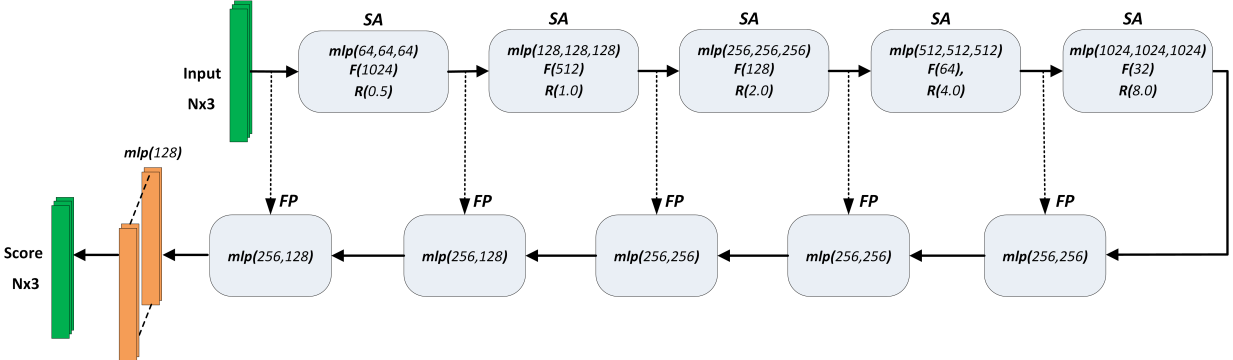 SA
mlp(64,64,64)
F(1024)
R(0.5)
SA
mlp(128,128,128)
F(512)
R(1.0)
SA
mlp(256,256,256)
F(128)
R(2.0)
SA
mlp(512,512,512)
F(64),
R(4.0)
SA
mlp(1024,1024,1024)
F(32)
R(8.0)
Input
Nx3
mlp(128)
FP
mlp(256,128)
FP
mlp(256,128)
FP
mlp(256,256)
FP
mlp(256,256)
FP
mlp(256,256)
Score
Nx3